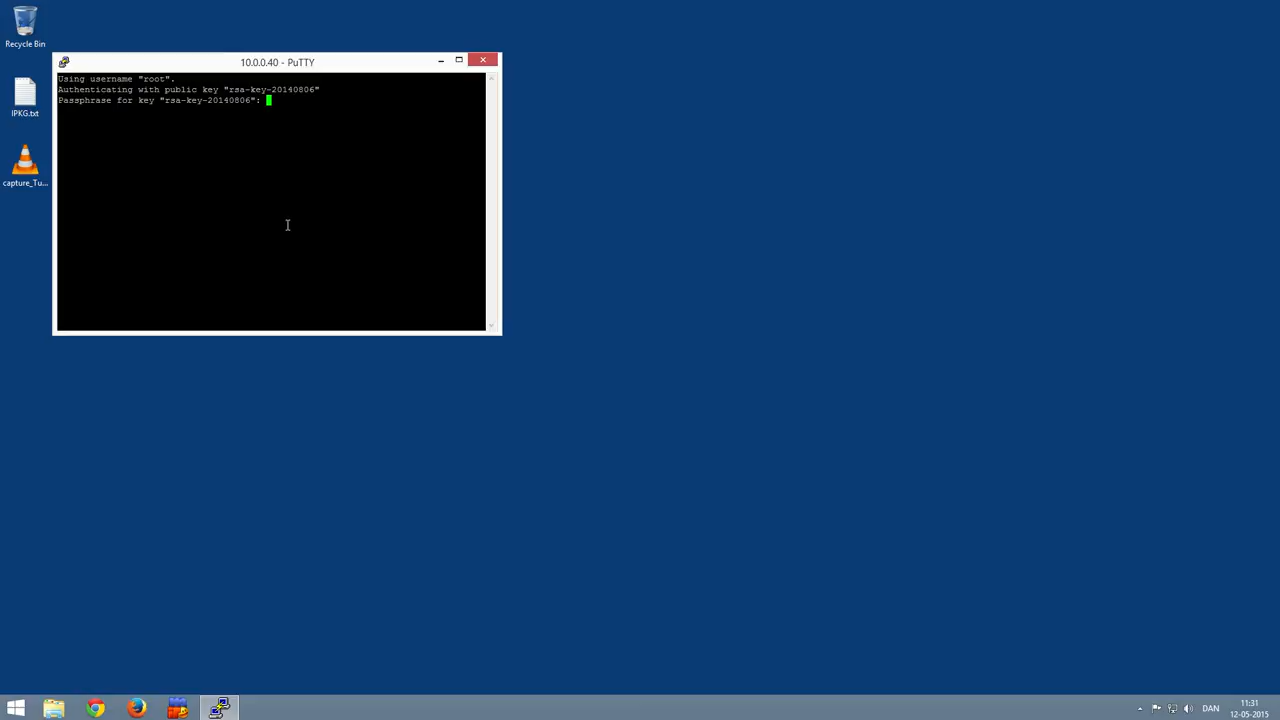 Recycle Bin
10.0.0.40 - PuTTY
Using username "root".
Authenticating with public key "rsa-key-20140806"
Passphrase for key "rsa-key-20140806":
IPKG.txt
capture_Tu...
DAN
11:31
12-05-2015